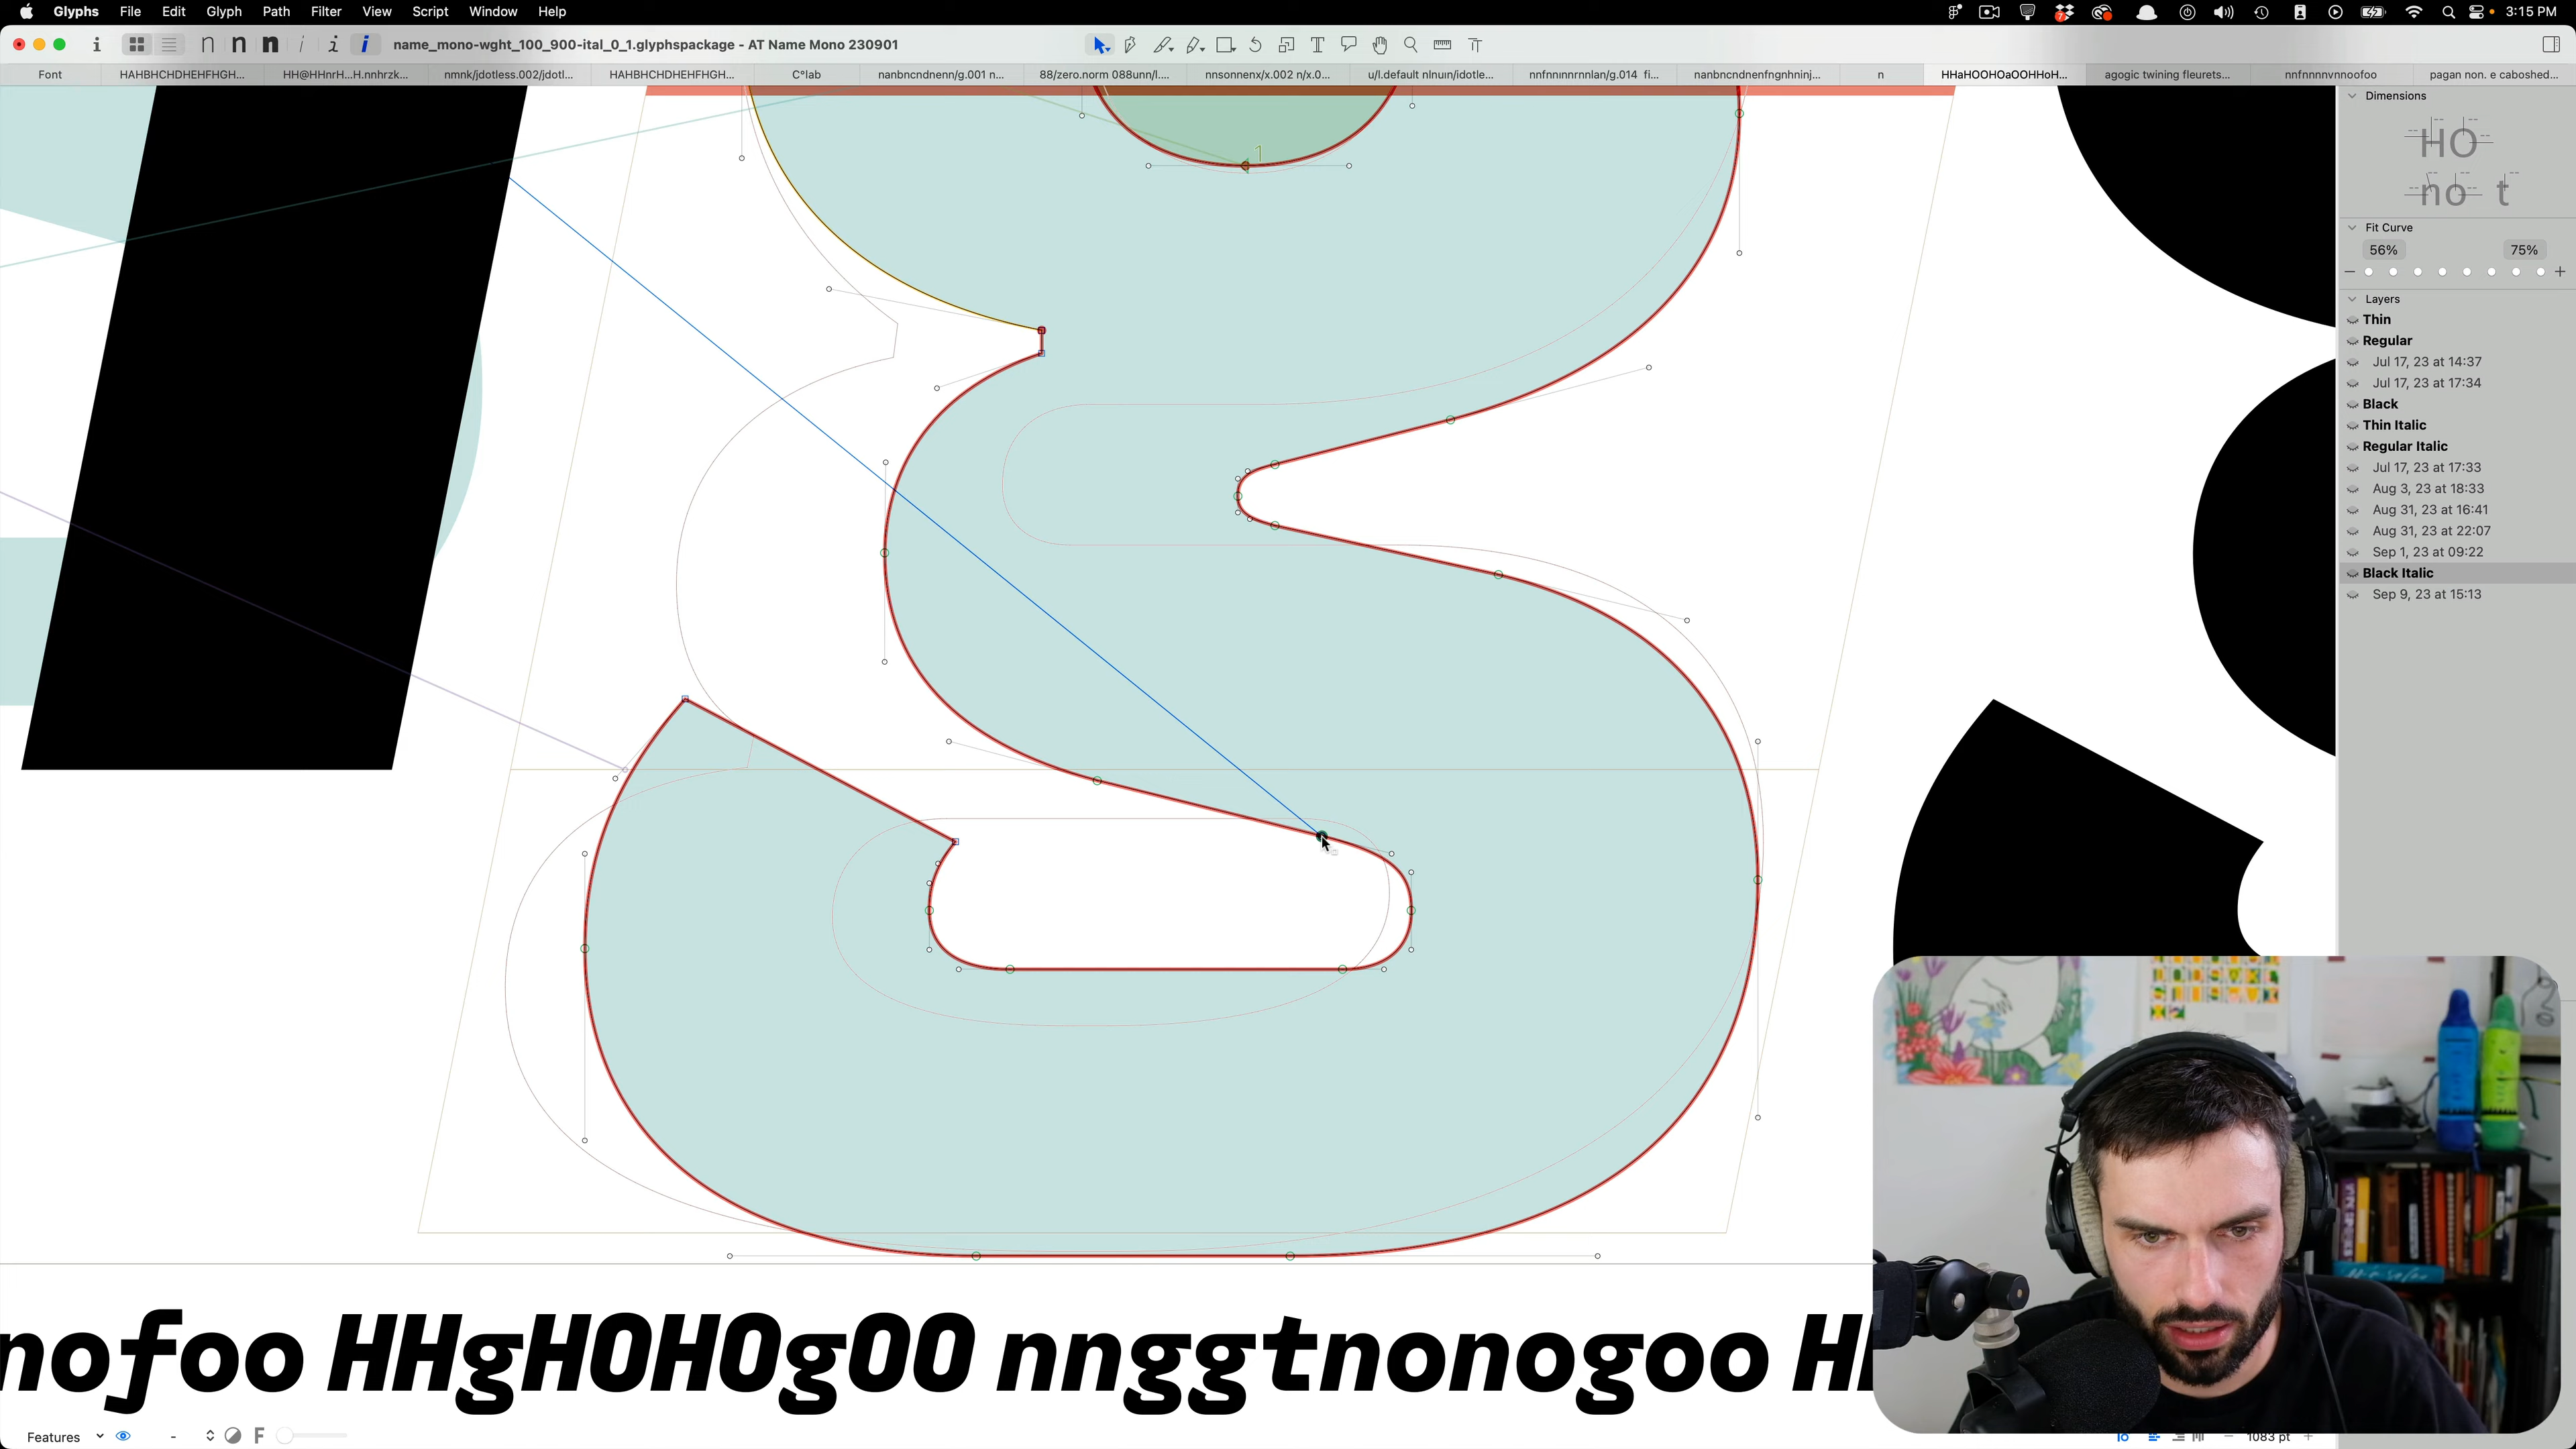 Glyphs File Edit Glyph Path Filter View Script Window Help 3:15 PM
name_mono-wght_100_900-ital_0_1.glyphspackage - AT Name Mono 230901
Font HAHBHCHDHEHFHGH... HH@HHnrH...H.nnhrzk... nmnk/jdotless.002/jdotl... HAHBHCHDHEHFHGH... C°lab nanbncndnenn/g.001 n... 88/zero.norm 088unn/l.... nnsonnenx/x.002 n/x.0... u/l.default nlnuın/idotle... nnfnnınnrnnlan/g.014 fi... nanbncndnenfngnhninj... n HHaHOOHOaOOHHoH... agogic twining fleurets... nnfnnnnvnnoofoo pagan non. e caboshed...
Dimensions
HO
no t
Fit Curve
56% 75%
Layers
Thin
Regular
Jul 17, 23 at 14:37
Jul 17, 23 at 17:34
Black
Thin Italic
Regular Italic
Jul 17, 23 at 17:33
Aug 3, 23 at 18:33
Aug 31, 23 at 16:41
Aug 31, 23 at 22:07
Sep 1, 23 at 09:22
Black Italic
Sep 9, 23 at 15:13
1
nofoo HHgHOHOgOO nnggtnonogoo H
Features - F 1083 pt